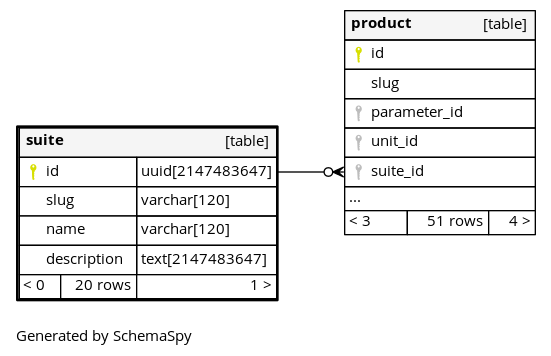 product [table]
id
slug
parameter_id
unit_id
suite_id
...
< 3 51 rows 4 >
suite [table]
id uuid[2147483647]
slug varchar[120]
name varchar[120]
description text[2147483647]
< 0 20 rows 1 >
Generated by SchemaSpy